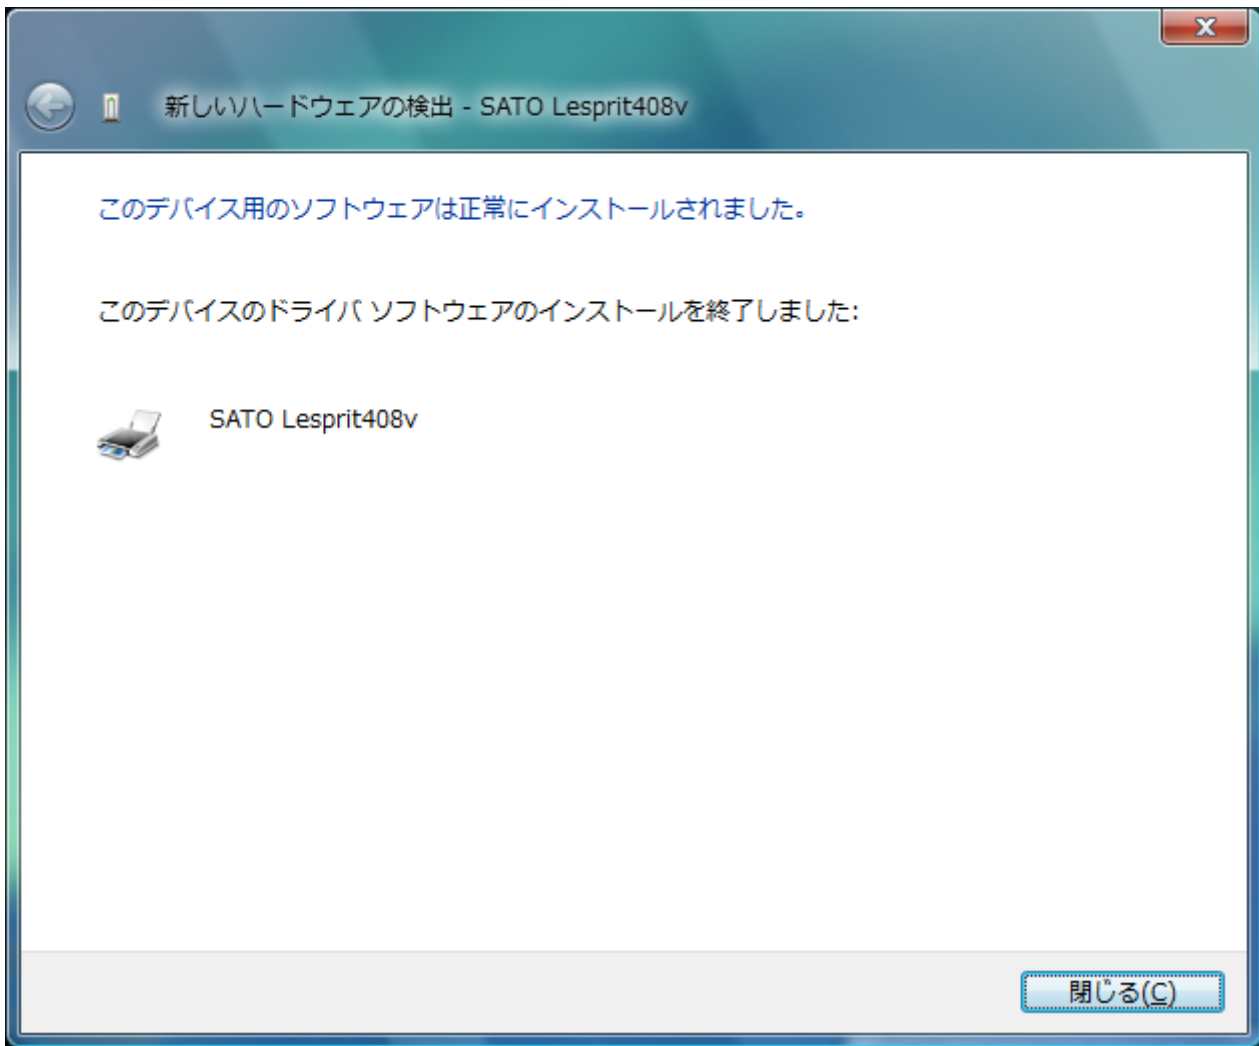 新しいハードウェアの検出 - SATO Lesprit408v
このデバイス用のソフトウェアは正常にインストールされました。
このデバイスのドライバ ソフトウェアのインストールを終了しました:
SATO Lesprit408v
閉じる(C)